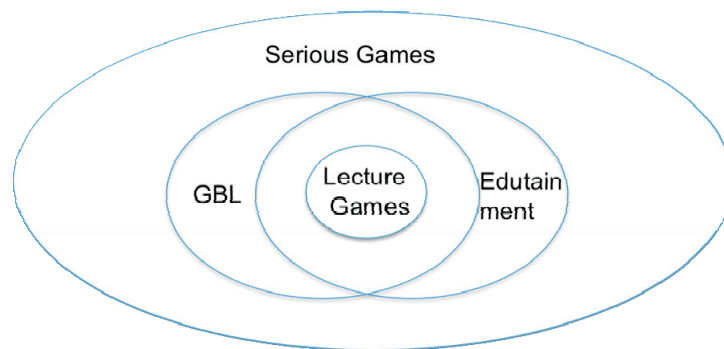 Serious Games
GBL
Lecture
Games
Edutain
ment